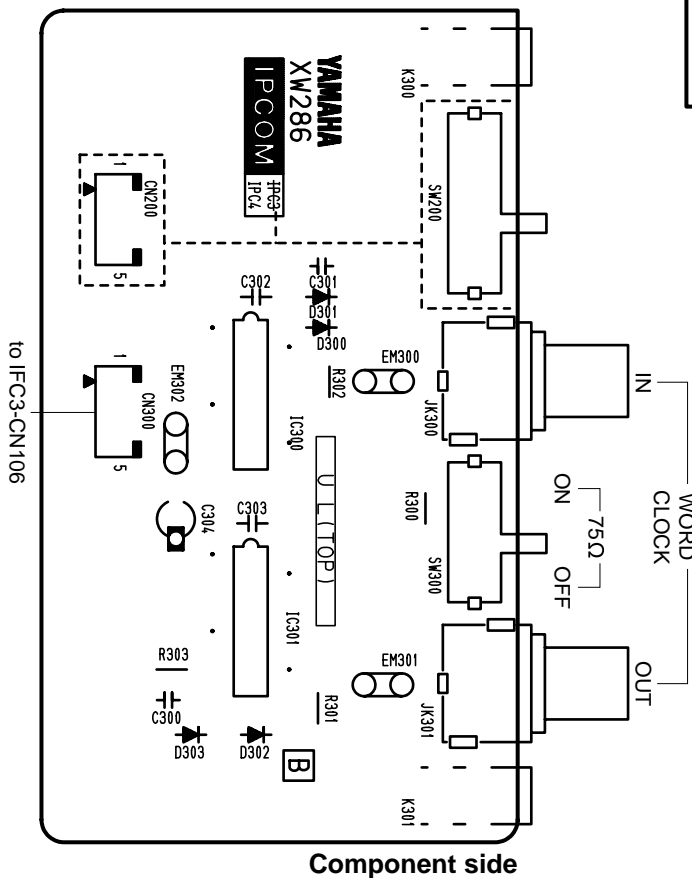 YAMAHA
XW286
IPCOM
IPC3
IPC4
K300
SW200
1
CN200
5
C302
C301
D301
D300
EM300
R302
IN
JK300
WORD
CLOCK
1
CN300
5
EM302
to IFC3-CN106
IC300
UL(TOP)
C304
C303
R300
SW300
ON
75Ω
OFF
IC301
R303
C300
D303
D302
EM301
R301
JK301
OUT
B
K301
Component side